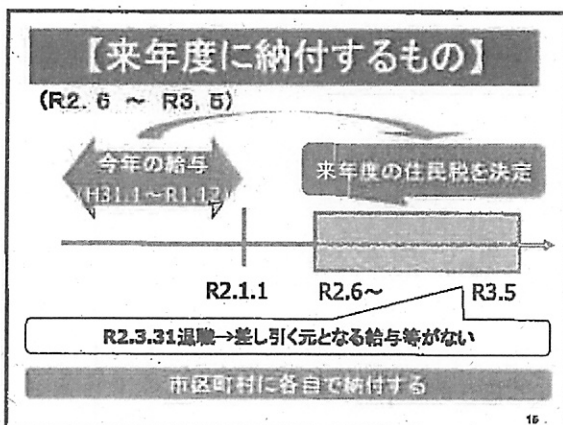 【来年度に納付するもの】
(R2.6 ～ R3.5)
今年の給与
(H31.1～R1.12)
来年度の住民税を決定
R2.1.1
R2.6～
R3.5
R2.3.31退職→差し引く元となる給与等がない
市区町村に各自で納付する
15